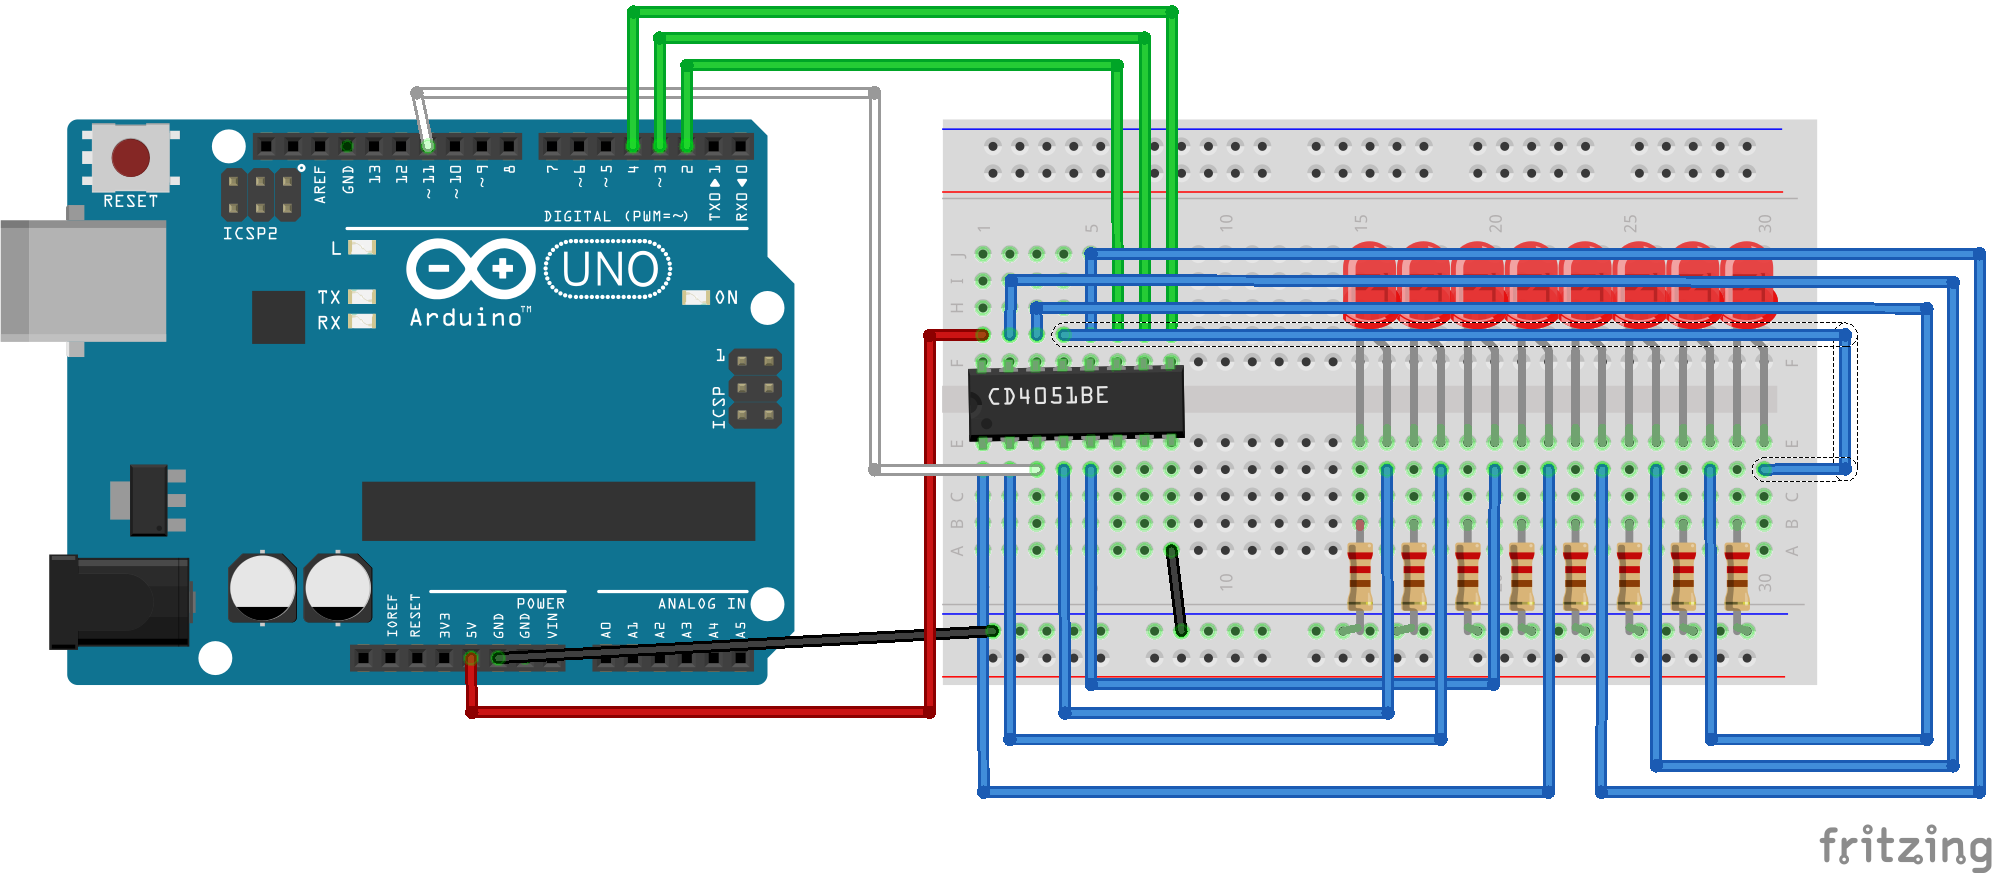 RESET
ICSP2
AREF
GND
13
12
~11
~10
~9
8
7
~6
~5
4
~3
2
TX0▶1
RX0◀0
DIGITAL (PWM=~)
L
TX
RX
UNO
Arduino™
ON
1
ICSP
IOREF
RESET
3V3
5V
GND
GND
VIN
POWER
ANALOG IN
A0
A1
A2
A3
A4
A5
1
5
10
15
20
25
30
J
I
H
F
F
CD4051BE
E
E
C
C
B
B
A
A
10
30
fritzing